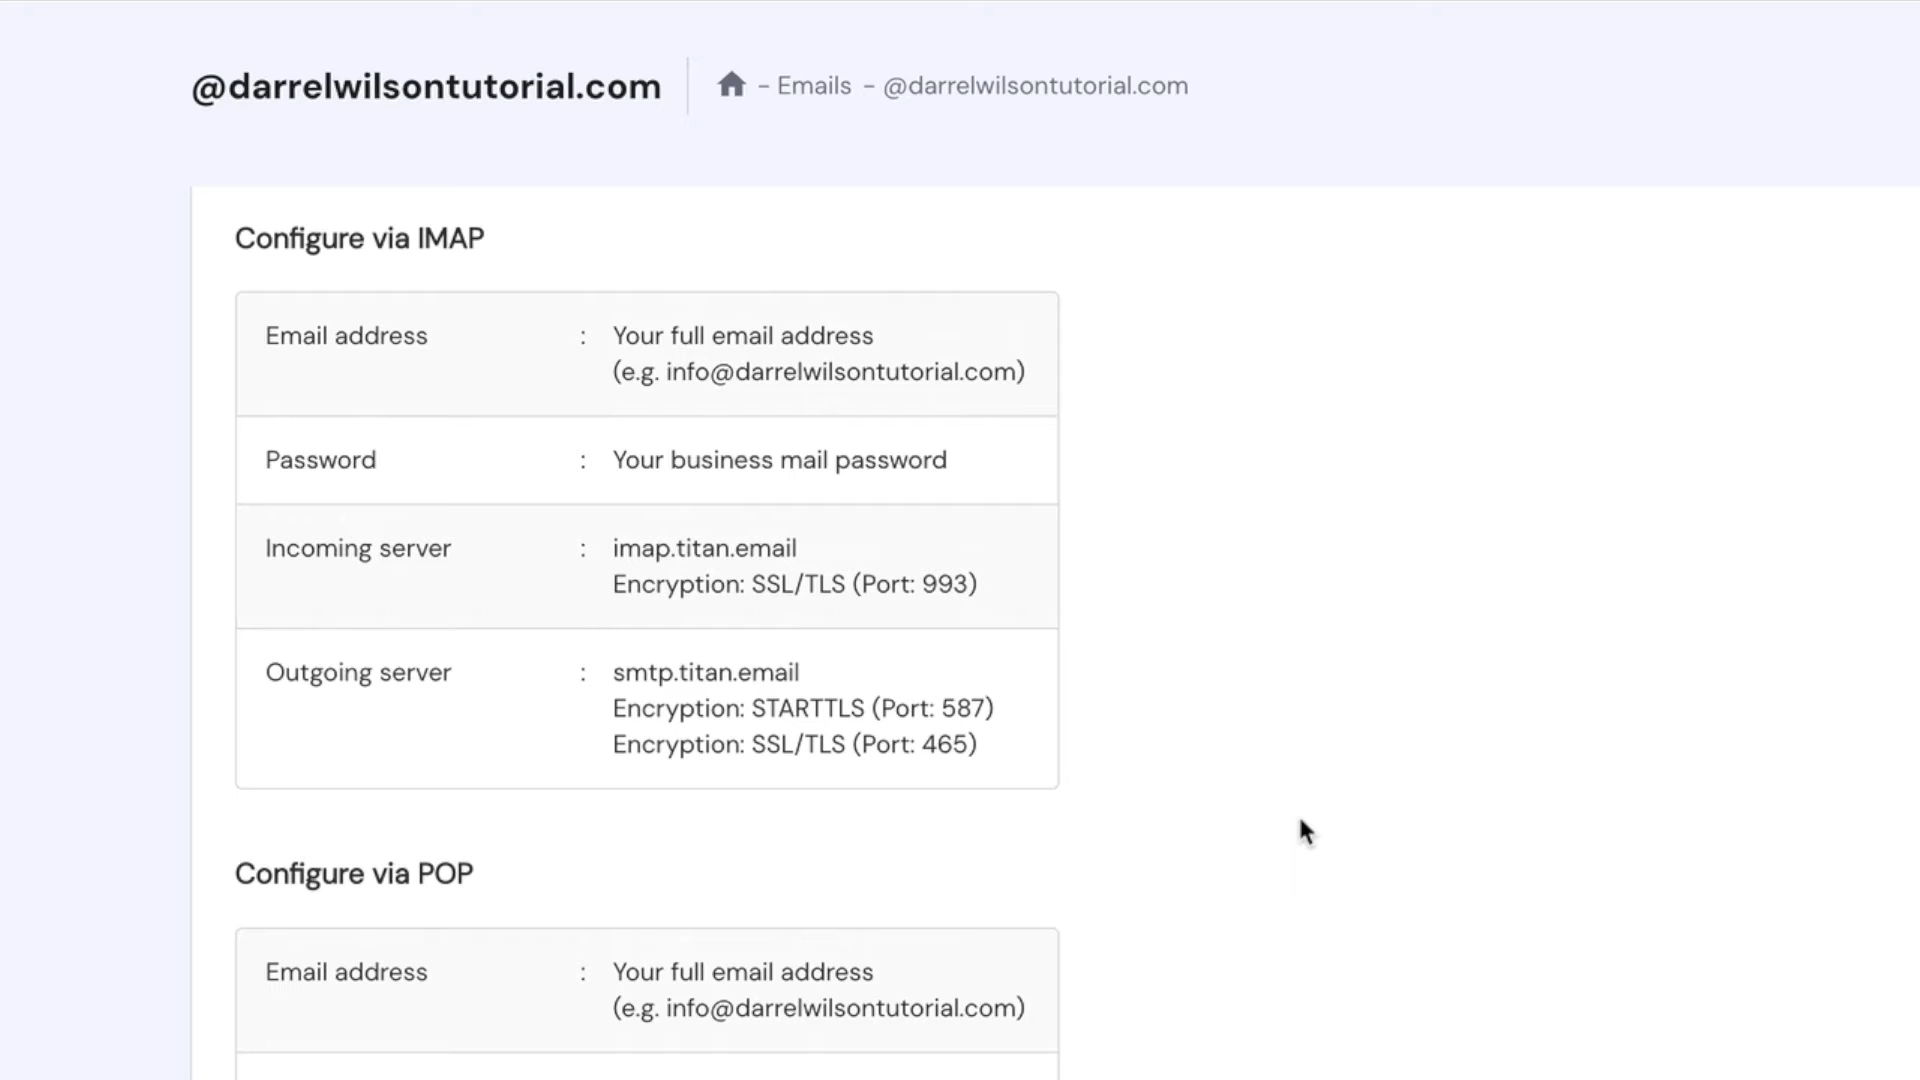 @darrelwilsontutorial.com
– Emails – @darrelwilsontutorial.com
Configure via IMAP
Email address : Your full email address
(e.g. info@darrelwilsontutorial.com)
Password : Your business mail password
Incoming server : imap.titan.email
Encryption: SSL/TLS (Port: 993)
Outgoing server : smtp.titan.email
Encryption: STARTTLS (Port: 587)
Encryption: SSL/TLS (Port: 465)
Configure via POP
Email address : Your full email address
(e.g. info@darrelwilsontutorial.com)